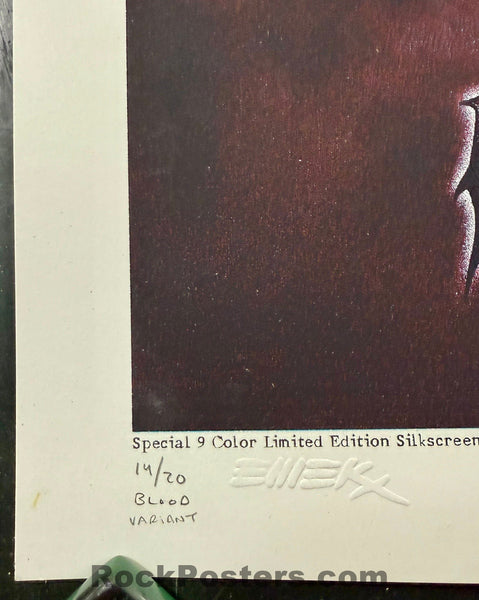 Special 9 Color Limited Edition Silkscreen
14/20
BLOOD
VARIANT
EMEK
RockPosters.com